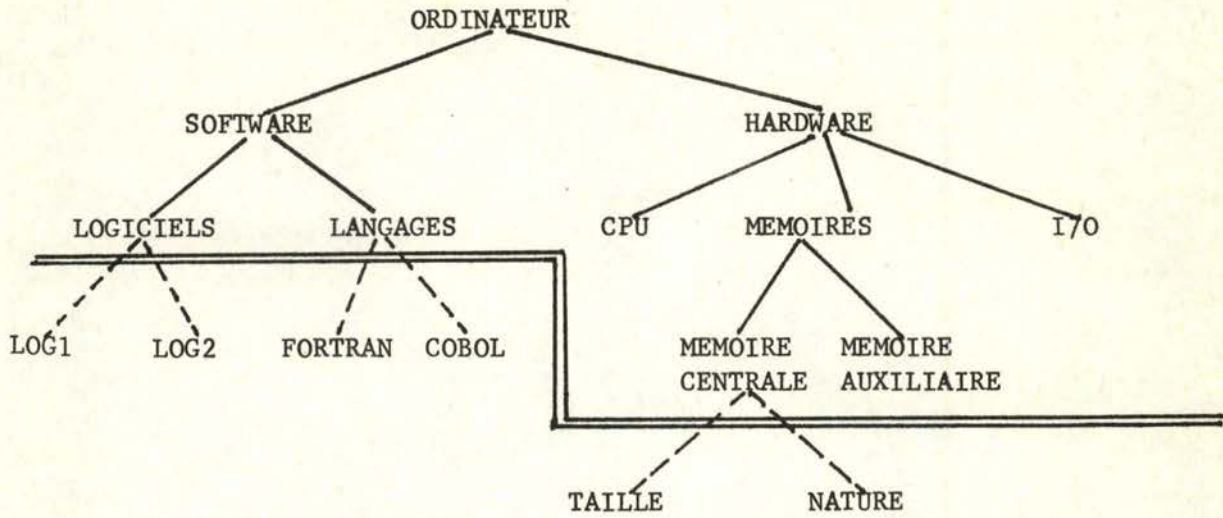 ORDINATEUR
SOFTWARE HARDWARE
LOGICIELS LANGAGES CPU MEMOIRES I/O
LOG1 LOG2 FORTRAN COBOL MEMOIRE MEMOIRE
CENTRALE AUXILIAIRE
TAILLE NATURE